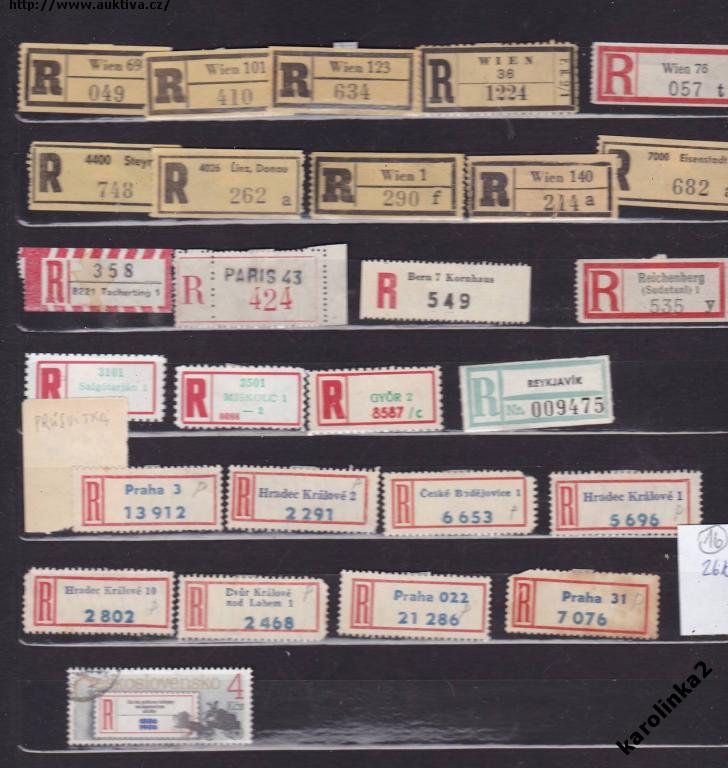 http://www.auktiva.cz/
R Wien 69 049
R Wien 101 410
R Wien 123 634
R WIEN 36 1224
R Wien 76 057 t
R 4400 Steyr 748
R 4026 Linz, Donau 262 a
R Wien 1 290 f
R Wien 140 214 a
R 7000 Eisenstadt 682 a
R 358
8221 Tacherting 1
R PARIS 43 424
R Bern 7 Kornhaus 549
R Reichenberg
(Sudetenl) 1
535 y
R 3101
Salgótarján 1
R 3501
MISKOLC 1
— 2
R GYŐR 2
8587 /c
R REYKJAVÍK
Nr. 009475
PRŮSVITKA
R Praha 3 p
13 912
R Hradec Králové 2 p
2 291
R České Budějovice 1
6 653 p
R Hradec Králové 1
5 696 p
16
R Hradec Králové 10
2 802 p
R Dvůr Králové
nad Labem 1 p
2 468
R Praha 022 p
21 286
R Praha 31 p
7 076
4
Kčs
R 1886
1986
karolinka2